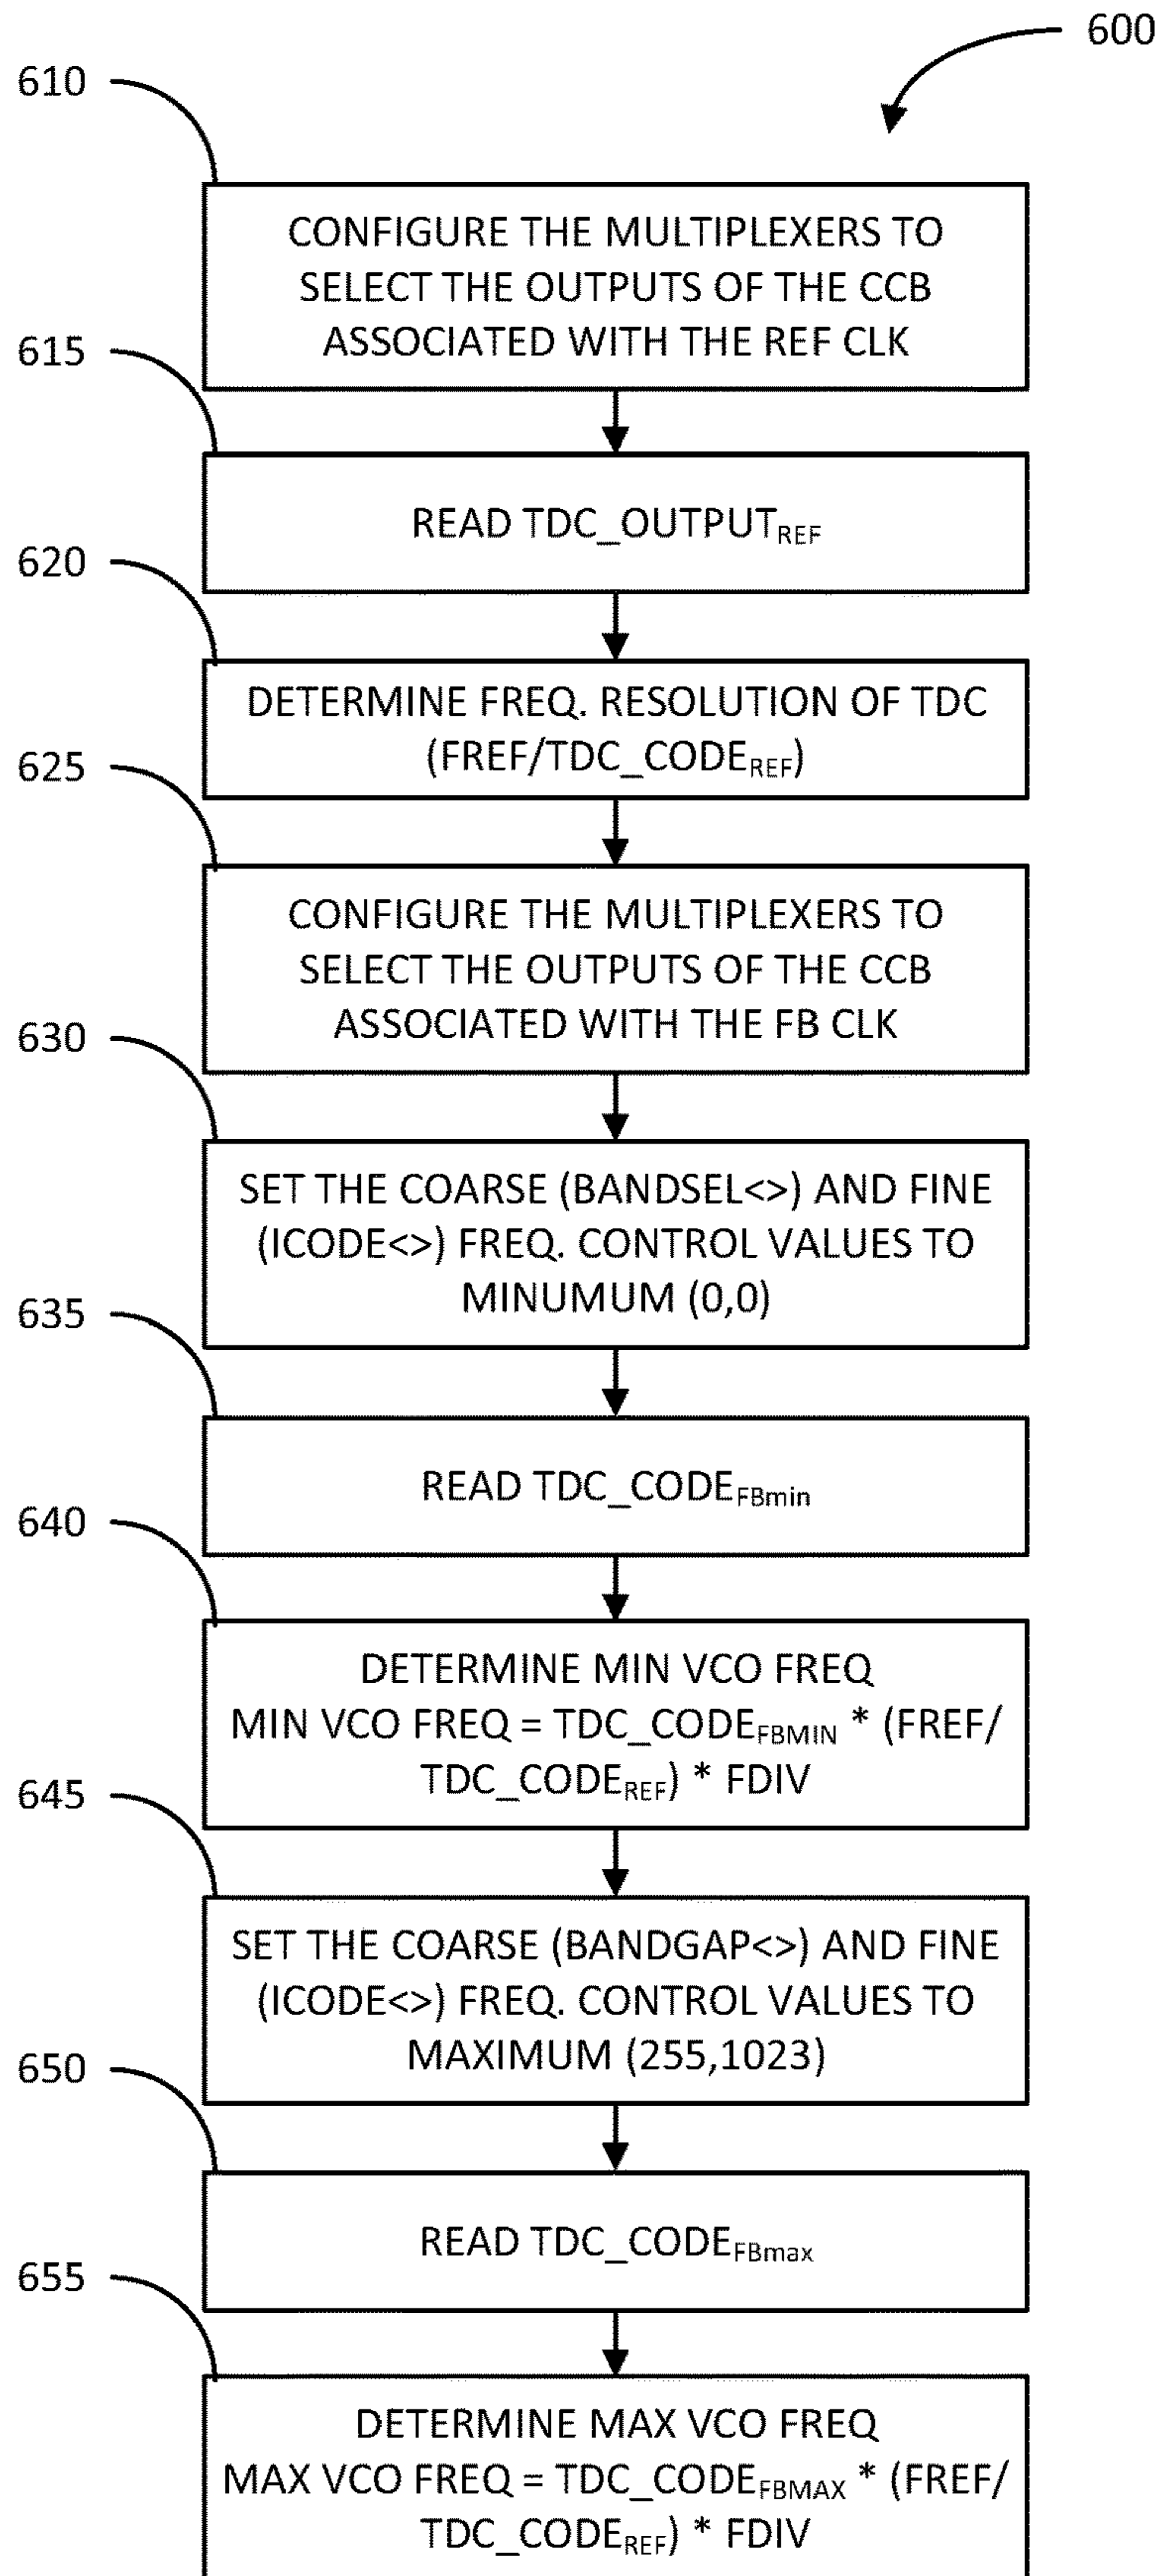 600
610
CONFIGURE THE MULTIPLEXERS TO
SELECT THE OUTPUTS OF THE CCB
ASSOCIATED WITH THE REF CLK
615
READ TDC_OUTPUTREF
620
DETERMINE FREQ. RESOLUTION OF TDC
(FREF/TDC_CODEREF)
625
CONFIGURE THE MULTIPLEXERS TO
SELECT THE OUTPUTS OF THE CCB
ASSOCIATED WITH THE FB CLK
630
SET THE COARSE (BANDSEL<>) AND FINE
(ICODE<>) FREQ. CONTROL VALUES TO
MINUMUM (0,0)
635
READ TDC_CODEFBmin
640
DETERMINE MIN VCO FREQ
MIN VCO FREQ = TDC_CODEFBMIN * (FREF/
TDC_CODEREF) * FDIV
645
SET THE COARSE (BANDGAP<>) AND FINE
(ICODE<>) FREQ. CONTROL VALUES TO
MAXIMUM (255,1023)
650
READ TDC_CODEFBmax
655
DETERMINE MAX VCO FREQ
MAX VCO FREQ = TDC_CODEFBMAX * (FREF/
TDC_CODEREF) * FDIV